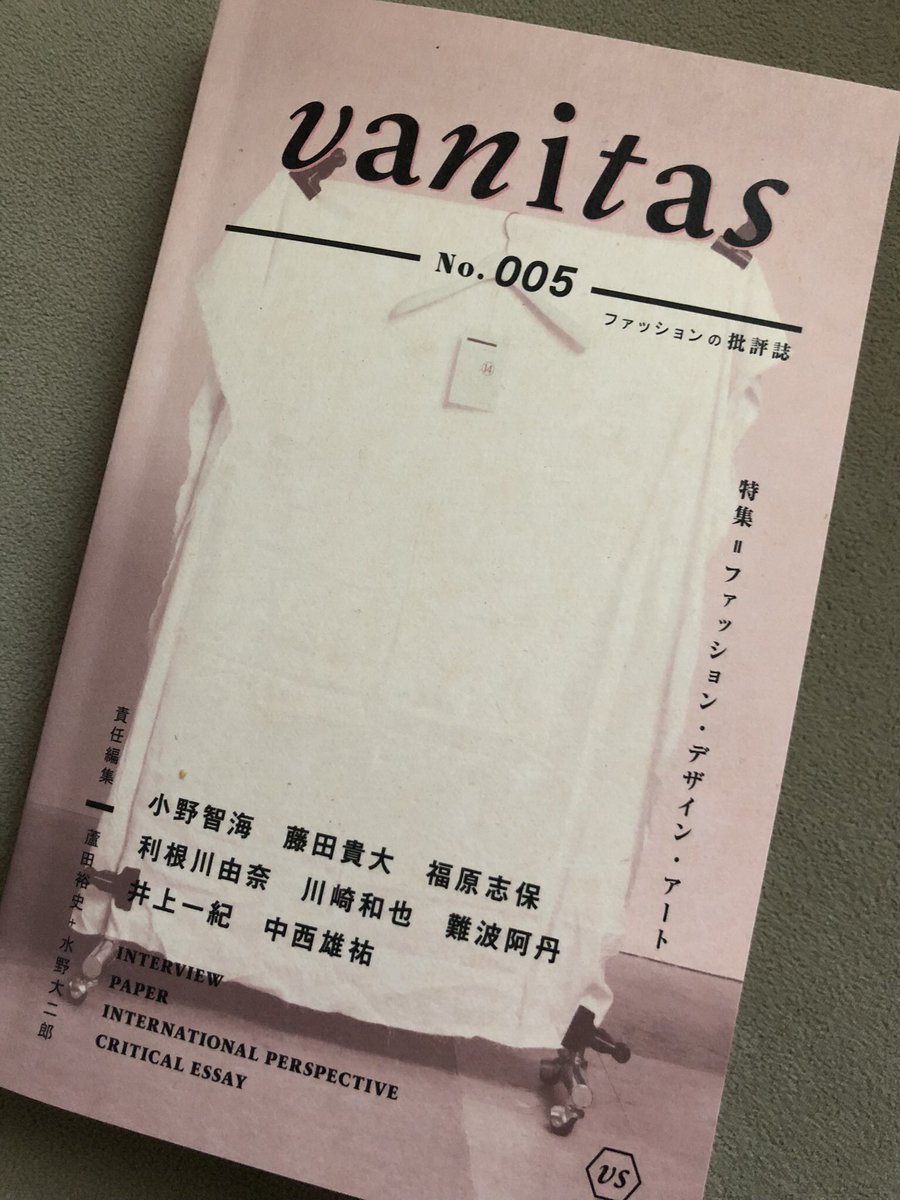 vanitas
No. 005
ファッションの批評誌
⑭
特集=ファッション・デザイン・アート
責任編集 — 蘆田裕史+水野大二郎
小野智海 藤田貴大 福原志保
利根川由奈 川崎和也 難波阿丹
井上一紀 中西雄祐
INTERVIEW
PAPER
INTERNATIONAL PERSPECTIVE
CRITICAL ESSAY
vs